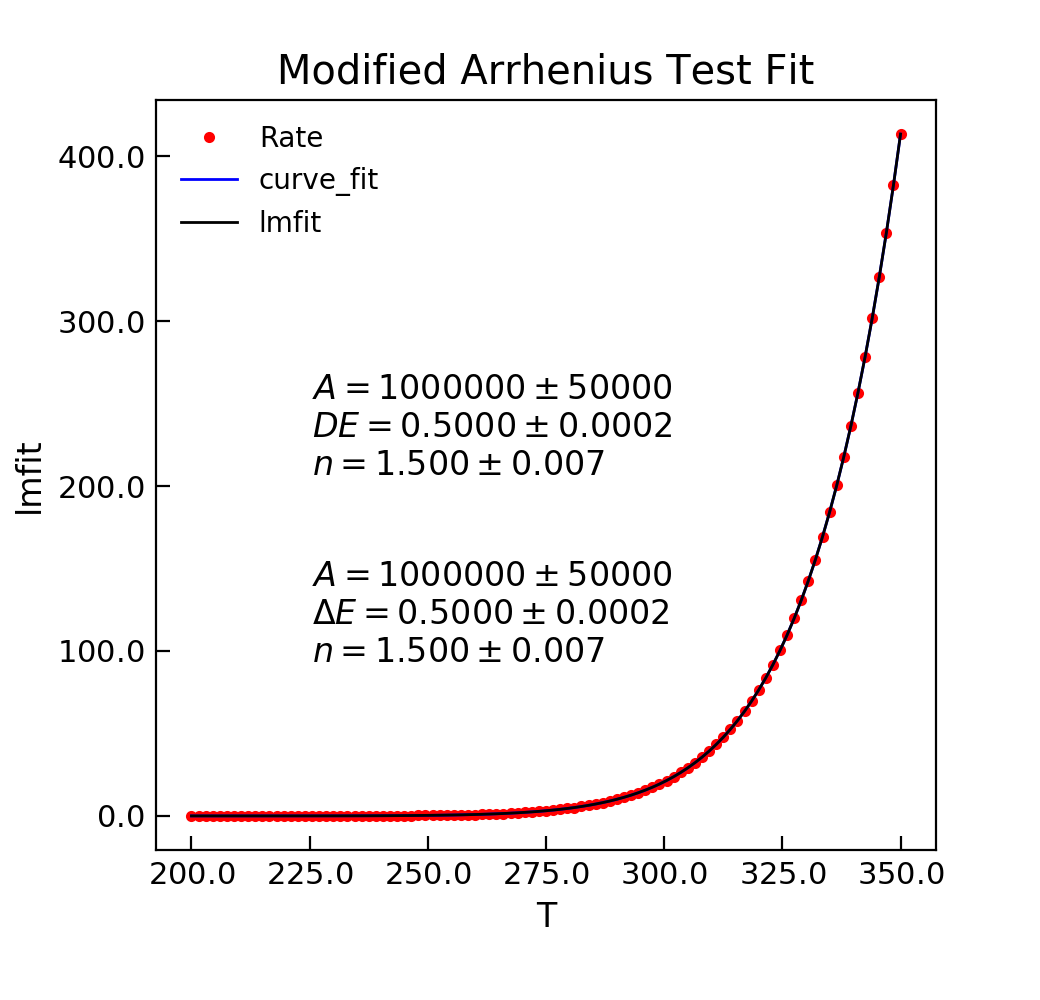 Modified Arrhenius Test Fit
Rate
curve_fit
lmfit
400.0
300.0
200.0
100.0
0.0
lmfit
A = 1000000 ± 50000
DE = 0.5000 ± 0.0002
n = 1.500 ± 0.007
A = 1000000 ± 50000
ΔE = 0.5000 ± 0.0002
n = 1.500 ± 0.007
200.0 225.0 250.0 275.0 300.0 325.0 350.0
T